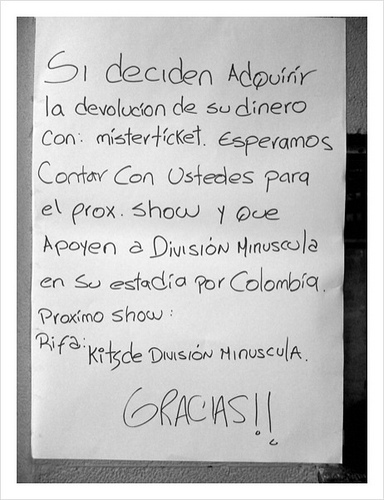 Si deciden Adquirir
la devolucion de su dinero
con: misterticket. Esperamos
Contar Con Ustedes para
el prox. show y que
Apoyen a División Minuscula
en su estadía por Colombia.
Proximo show:
Rifa: Kits de División Minuscula.
GRACIAS!!